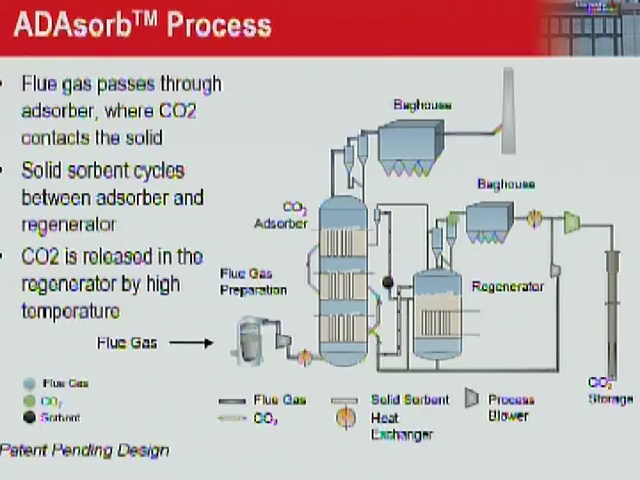 ADAsorb™ Process
• Flue gas passes through
adsorber, where CO2
contacts the solid
• Solid sorbent cycles
between adsorber and
regenerator
• CO2 is released in the
regenerator by high
temperature
Baghouse
Baghouse
CO₂
Adsorber
Flue Gas
Preparation
Regenerator
Flue Gas
CO₂
Storage
Flue Gas
CO₂
Sorbent
Flue Gas
CO₂
Solid Sorbent
Heat
Exchanger
Process
Blower
Patent Pending Design